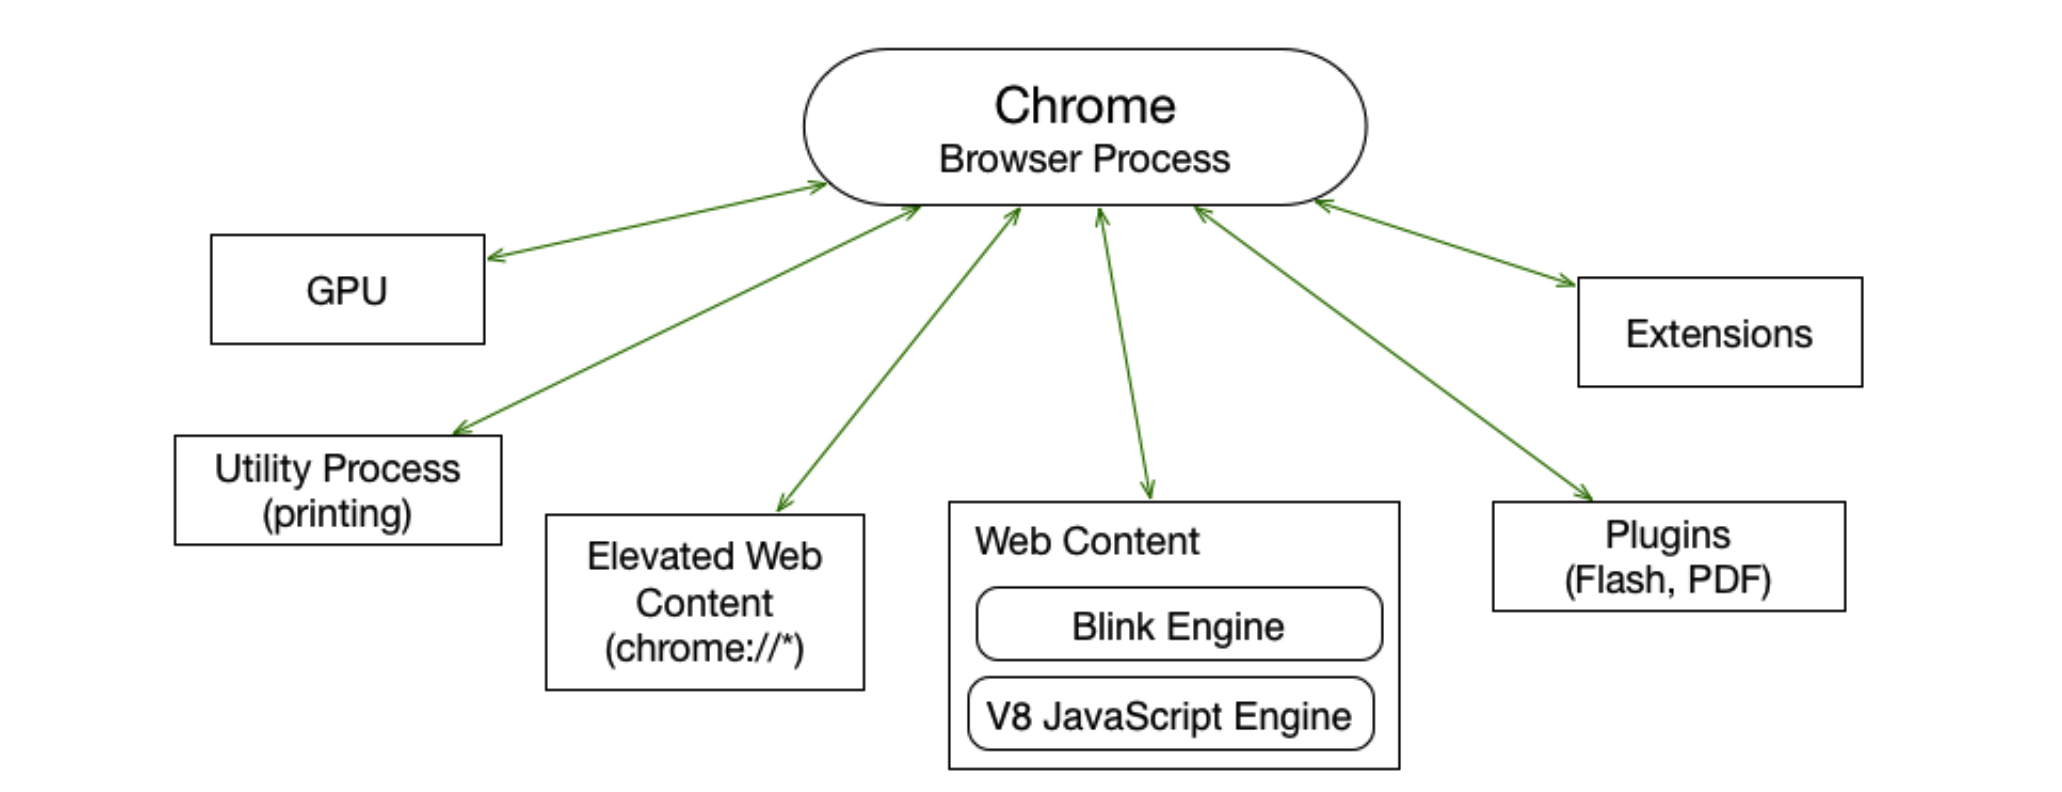 Chrome
Browser Process
GPU
Extensions
Utility Process
(printing)
Elevated Web
Content
(chrome://*)
Web Content
Blink Engine
V8 JavaScript Engine
Plugins
(Flash, PDF)